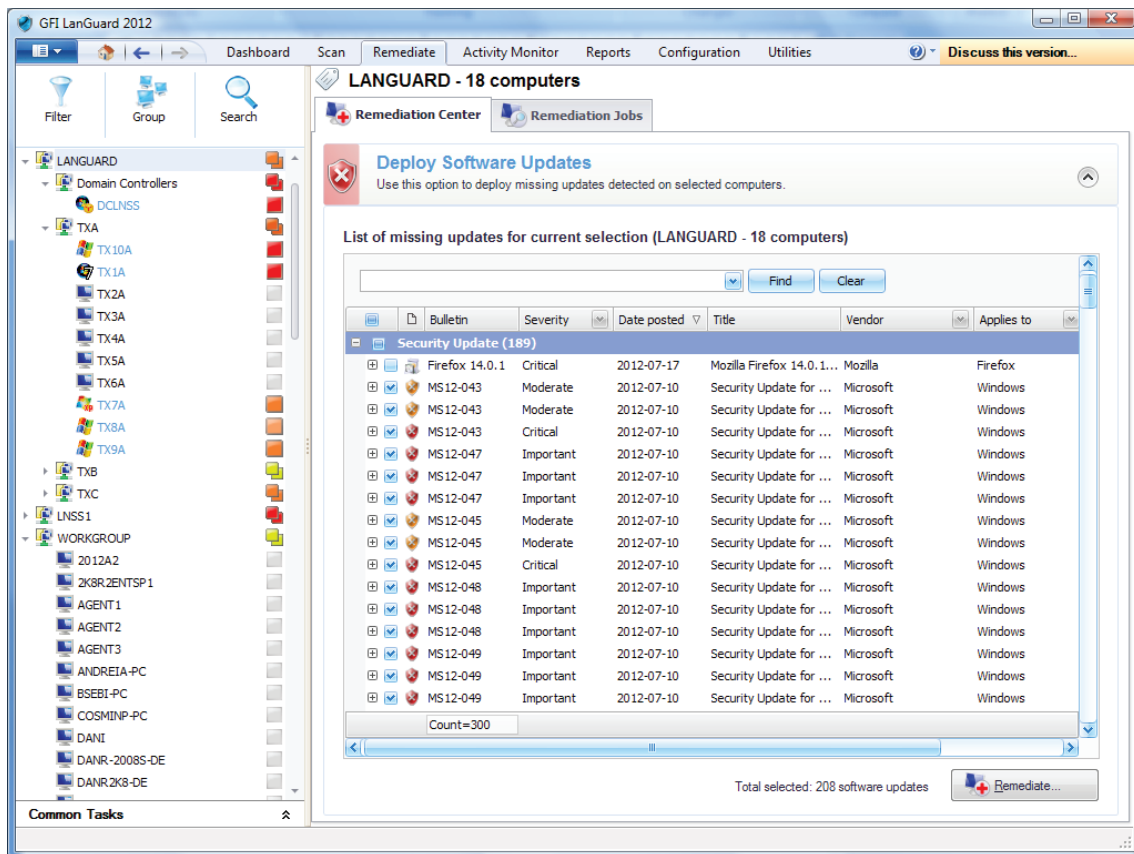 GFI LanGuard 2012
Dashboard Scan Remediate Activity Monitor Reports Configuration Utilities Discuss this version...
Filter Group Search
LANGUARD
Domain Controllers
DCLNSS
TXA
TX10A
TX1A
TX2A
TX3A
TX4A
TX5A
TX6A
TX7A
TX8A
TX9A
TXB
TXC
LNSS1
WORKGROUP
2012A2
2K8R2ENTSP1
AGENT1
AGENT2
AGENT3
ANDREIA-PC
BSEBI-PC
COSMINP-PC
DANI
DANR-2008S-DE
DANR2K8-DE
Common Tasks
LANGUARD - 18 computers
Remediation Center Remediation Jobs
Deploy Software Updates
Use this option to deploy missing updates detected on selected computers.
List of missing updates for current selection (LANGUARD - 18 computers)
Find Clear
Bulletin Severity Date posted Title Vendor Applies to
Security Update (189)
Firefox 14.0.1 Critical 2012-07-17 Mozilla Firefox 14.0.1... Mozilla Firefox
MS12-043 Moderate 2012-07-10 Security Update for ... Microsoft Windows
MS12-043 Moderate 2012-07-10 Security Update for ... Microsoft Windows
MS12-043 Critical 2012-07-10 Security Update for ... Microsoft Windows
MS12-047 Important 2012-07-10 Security Update for ... Microsoft Windows
MS12-047 Important 2012-07-10 Security Update for ... Microsoft Windows
MS12-047 Important 2012-07-10 Security Update for ... Microsoft Windows
MS12-045 Moderate 2012-07-10 Security Update for ... Microsoft Windows
MS12-045 Moderate 2012-07-10 Security Update for ... Microsoft Windows
MS12-045 Critical 2012-07-10 Security Update for ... Microsoft Windows
MS12-048 Important 2012-07-10 Security Update for ... Microsoft Windows
MS12-048 Important 2012-07-10 Security Update for ... Microsoft Windows
MS12-048 Important 2012-07-10 Security Update for ... Microsoft Windows
MS12-049 Important 2012-07-10 Security Update for ... Microsoft Windows
MS12-049 Important 2012-07-10 Security Update for ... Microsoft Windows
MS12-049 Important 2012-07-10 Security Update for ... Microsoft Windows
Count=300
Total selected: 208 software updates Remediate...